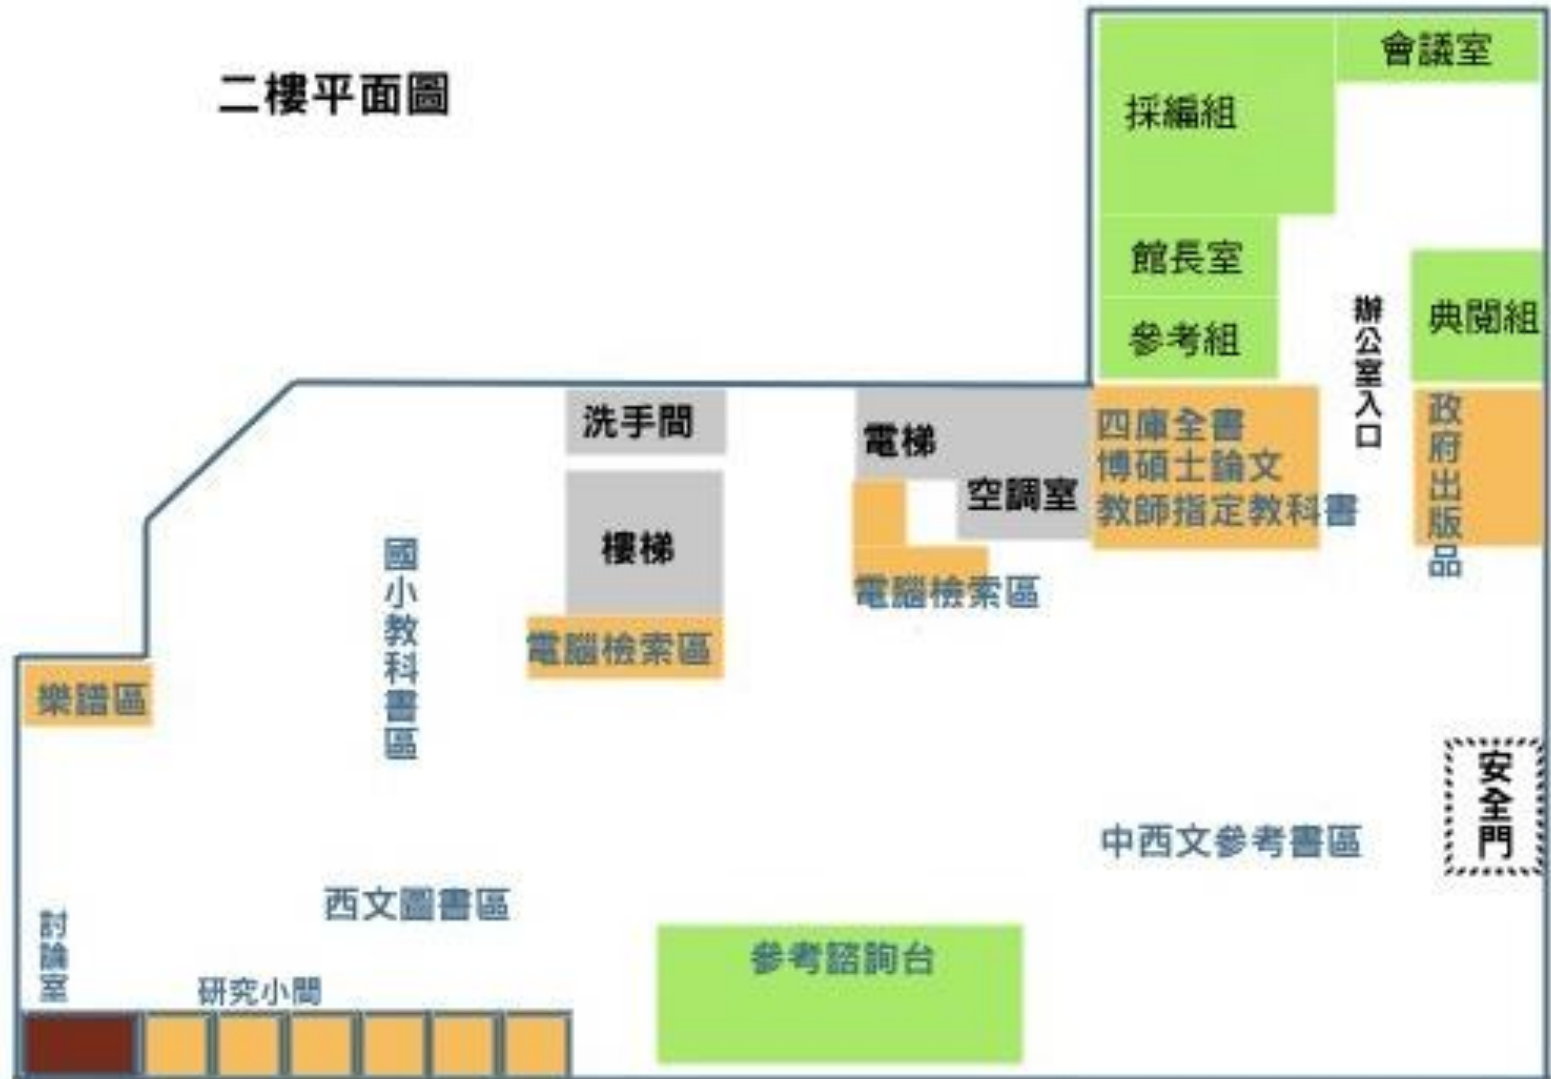 二樓平面圖
會議室
採編組
館長室
參考組
典閱組
辦公室入口
洗手間
電梯
空調室
四庫全書
博碩士論文
教師指定教科書
政府出版品
樓梯
國小教科書區
電腦檢索區
電腦檢索區
樂譜區
安全門
中西文參考書區
西文圖書區
討論室
研究小間
參考諮詢台